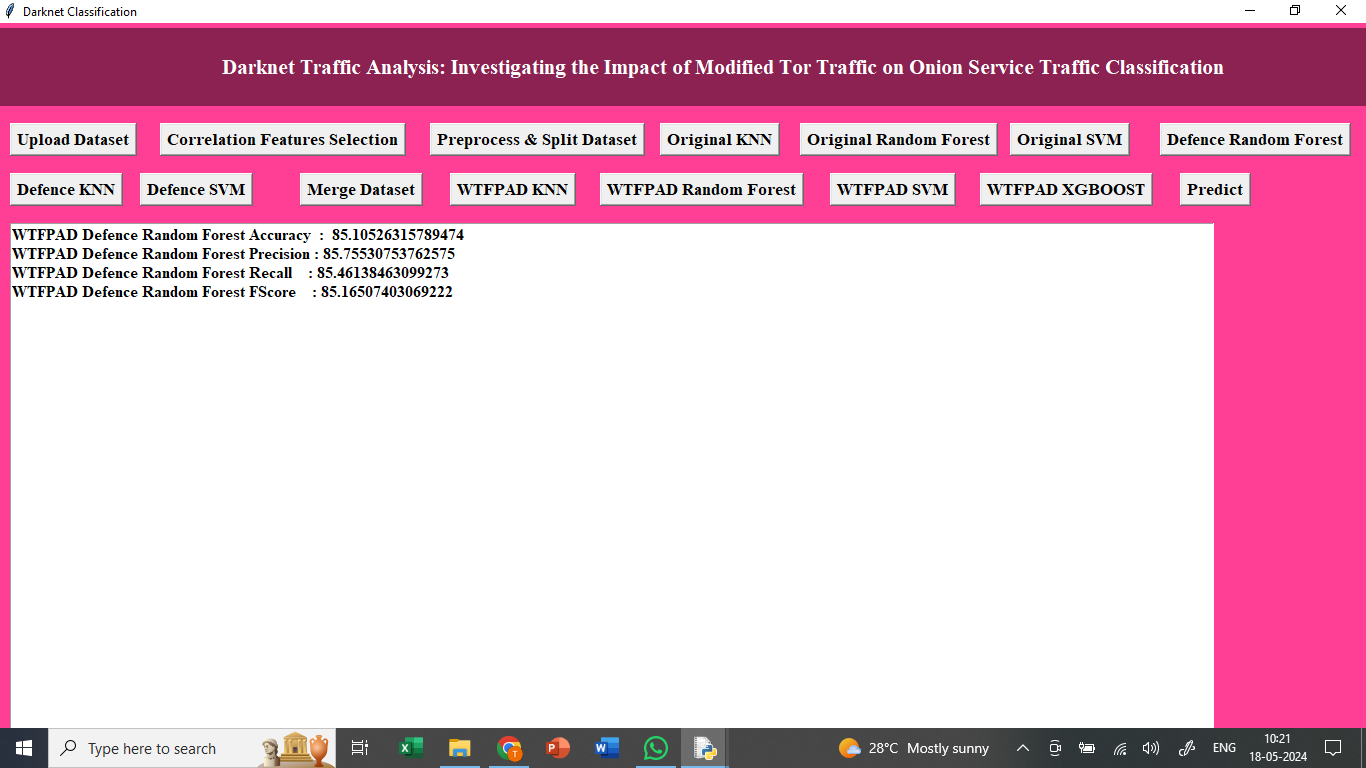 Darknet Classification
Darknet Traffic Analysis: Investigating the Impact of Modified Tor Traffic on Onion Service Traffic Classification
Upload Dataset Correlation Features Selection Preprocess & Split Dataset Original KNN Original Random Forest Original SVM Defence Random Forest
Defence KNN Defence SVM Merge Dataset WTFPAD KNN WTFPAD Random Forest WTFPAD SVM WTFPAD XGBOOST Predict
WTFPAD Defence Random Forest Accuracy  :  85.10526315789474
WTFPAD Defence Random Forest Precision : 85.75530753762575
WTFPAD Defence Random Forest Recall    : 85.46138463099273
WTFPAD Defence Random Forest FScore    : 85.16507403069222
Type here to search 28°C Mostly sunny ENG 10:21
18-05-2024